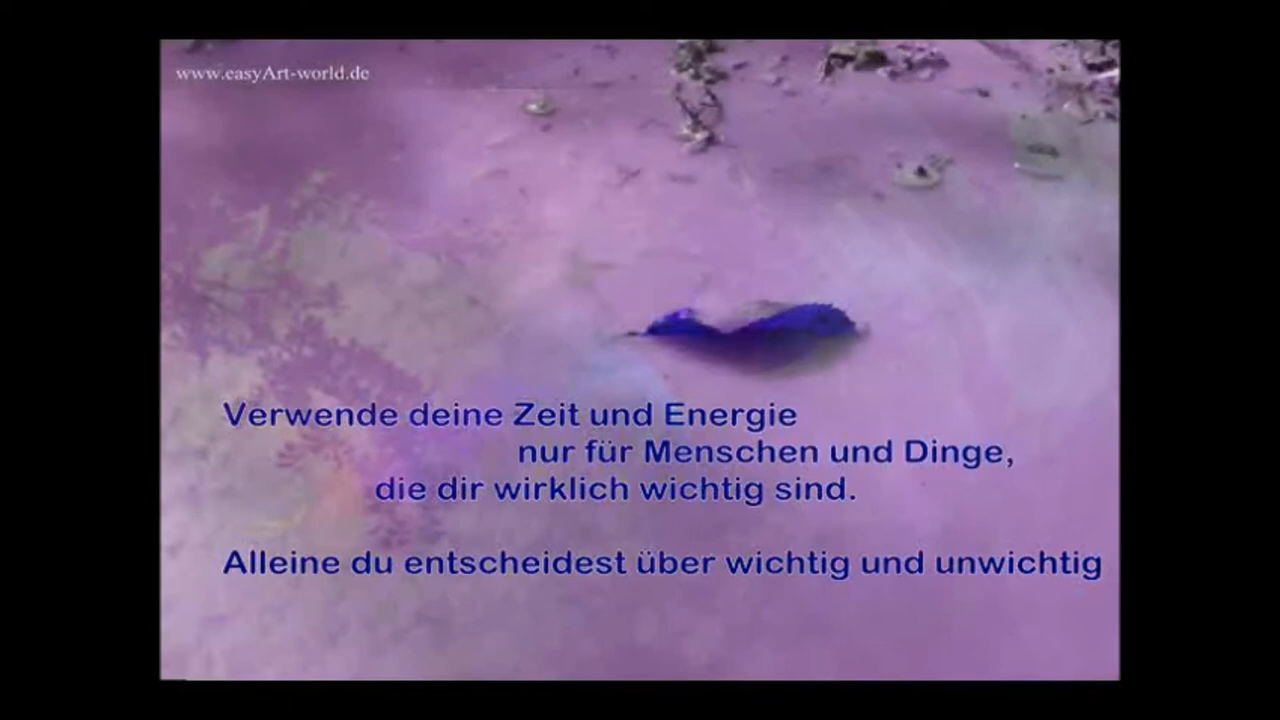 www.easyArt-world.de
Verwende deine Zeit und Energie
nur für Menschen und Dinge,
die dir wirklich wichtig sind.
Alleine du entscheidest über wichtig und unwichtig